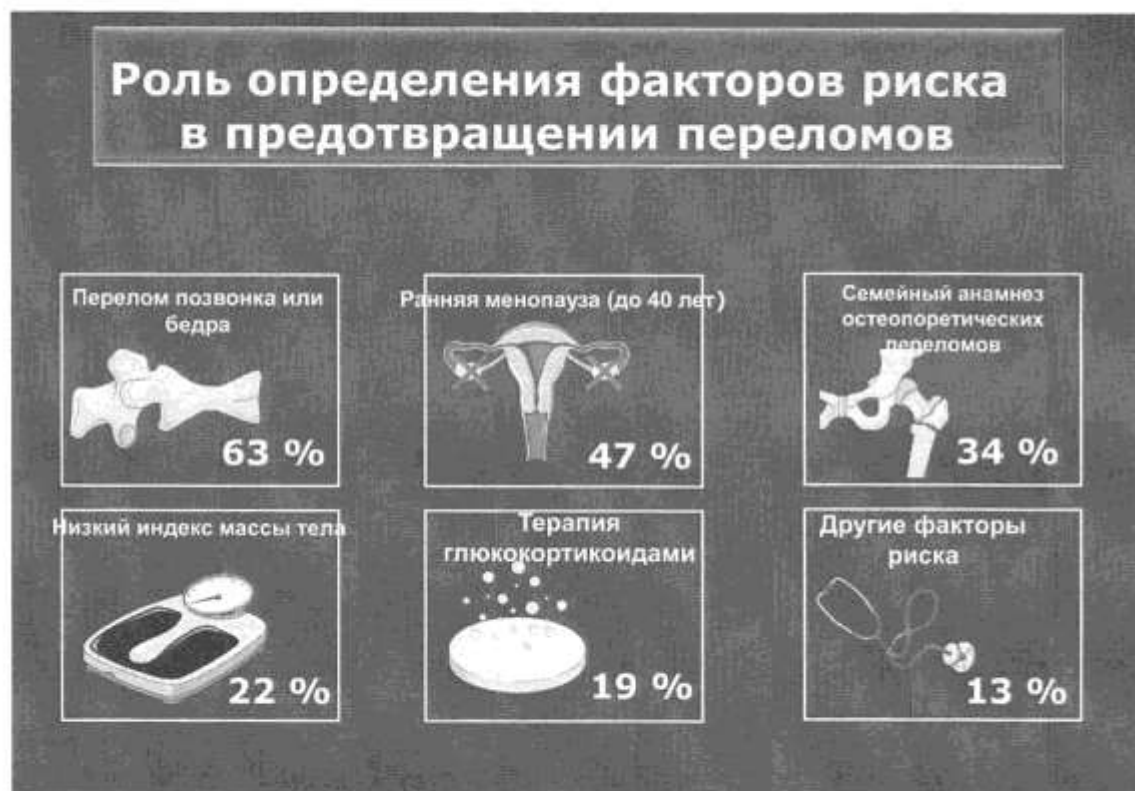 Роль определения факторов риска
в предотвращении переломов
Перелом позвонка или
бедра
63 %
Ранняя менопауза (до 40 лет)
47 %
Семейный анамнез
остеопоретических
переломов
34 %
Низкий индекс массы тела
22 %
Терапия
глюкокортикоидами
19 %
Другие факторы
риска
13 %